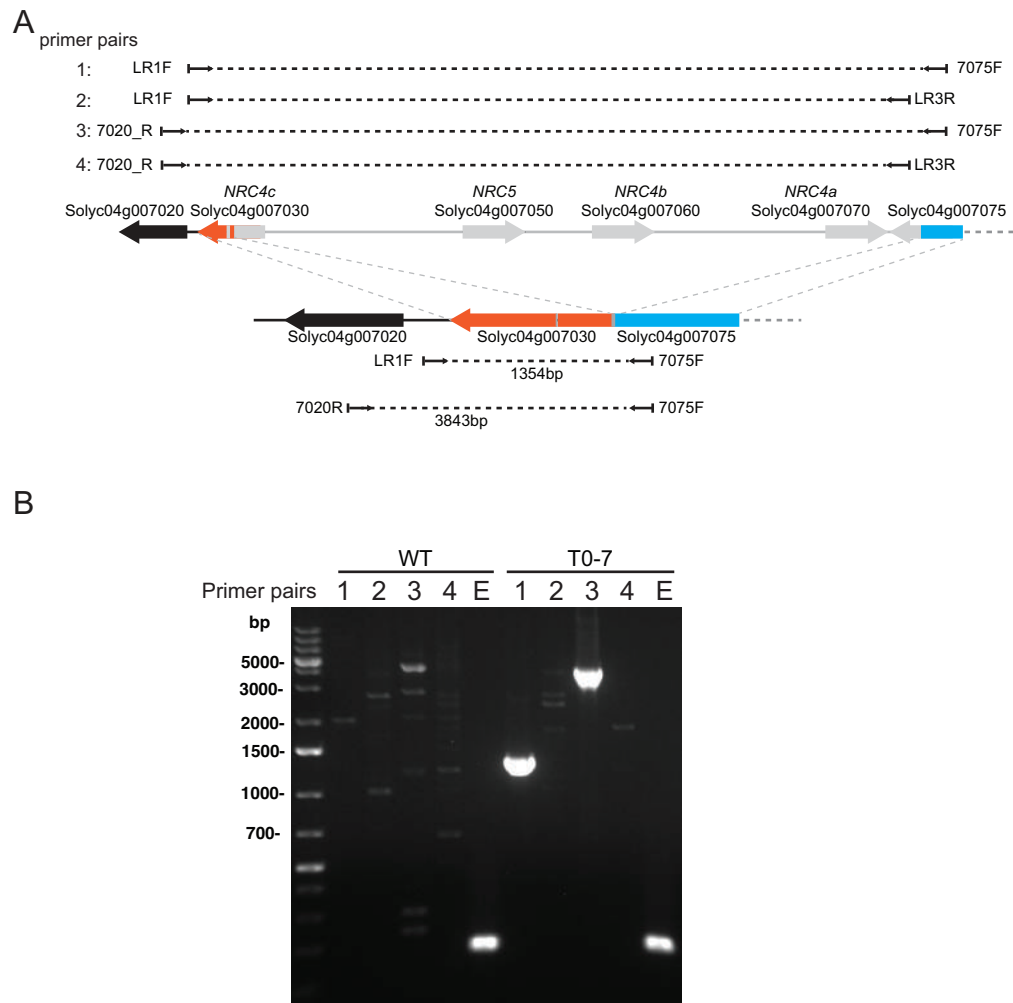 A
primer pairs
1: LR1F 7075F
2: LR1F LR3R
3: 7020_R 7075F
4: 7020_R LR3R
NRC4c NRC5 NRC4b NRC4a
Solyc04g007020 Solyc04g007030 Solyc04g007050 Solyc04g007060 Solyc04g007070 Solyc04g007075
Solyc04g007020 Solyc04g007030 Solyc04g007075
LR1F 7075F
1354bp
7020R 7075F
3843bp
B
WT T0-7
Primer pairs 1 2 3 4 E 1 2 3 4 E
bp
5000-
3000-
2000-
1500-
1000-
700-